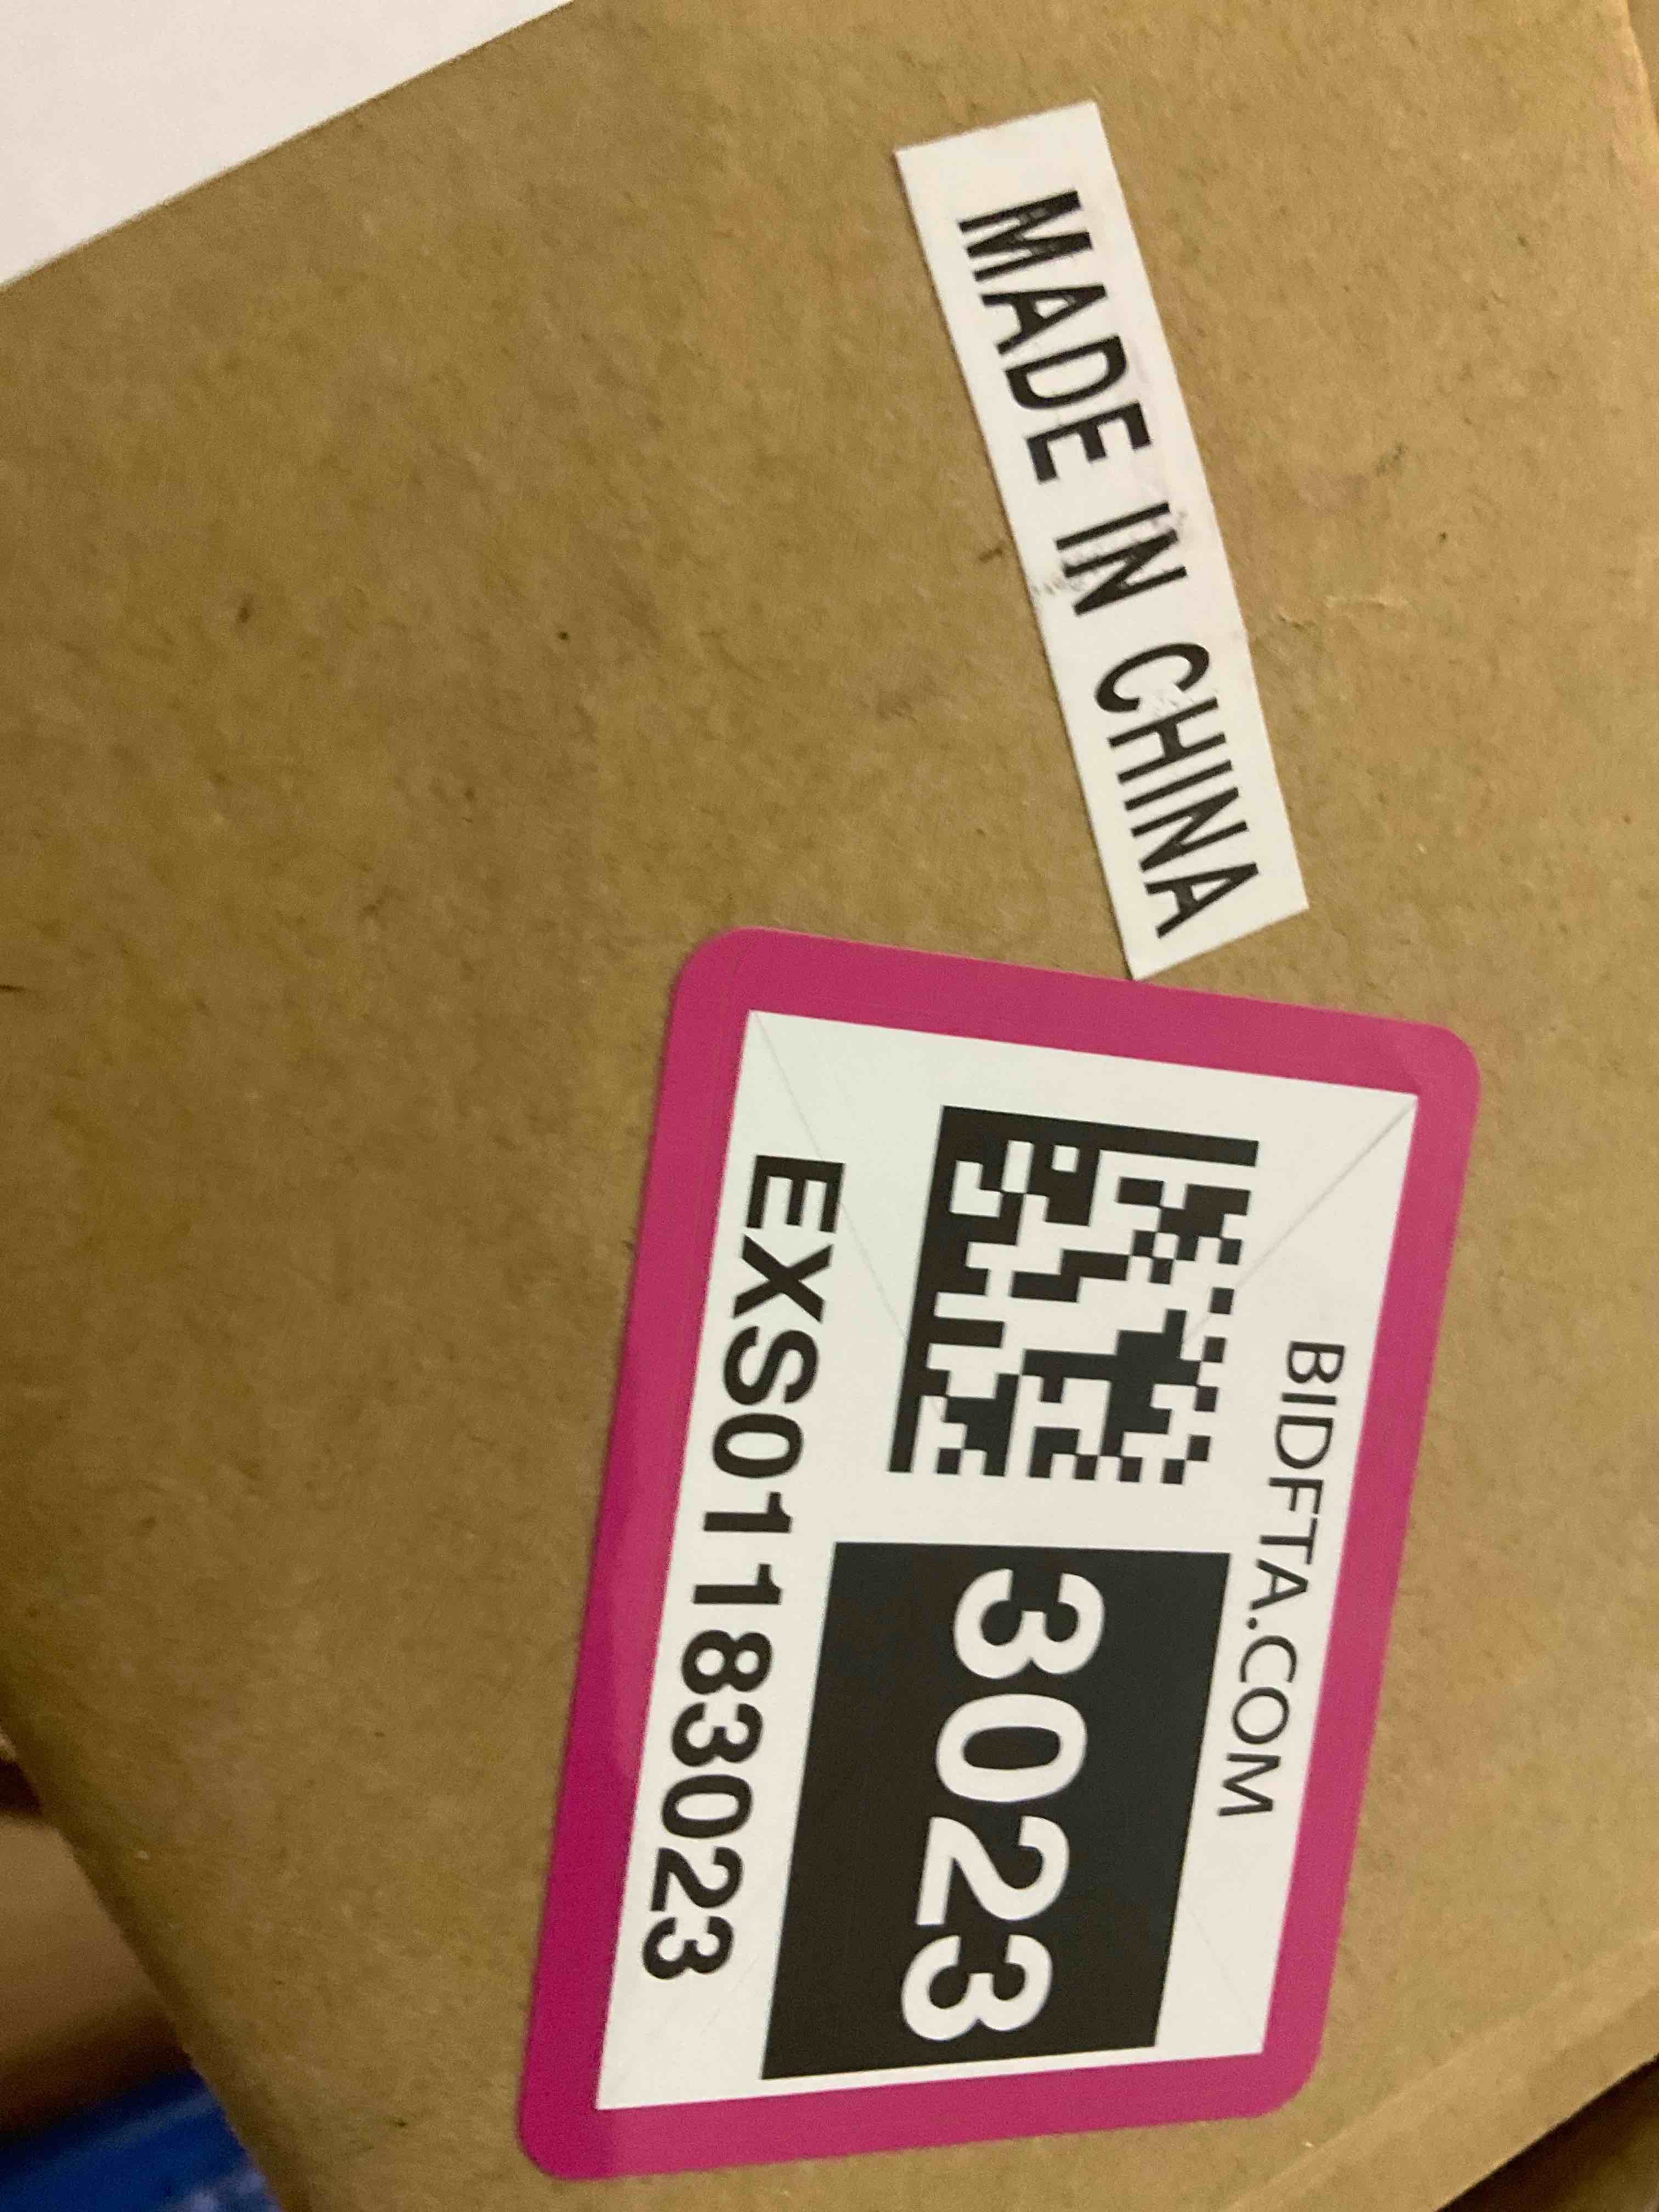 MADE IN CHINA
BIDFTA.COM
3023
EXS01183023